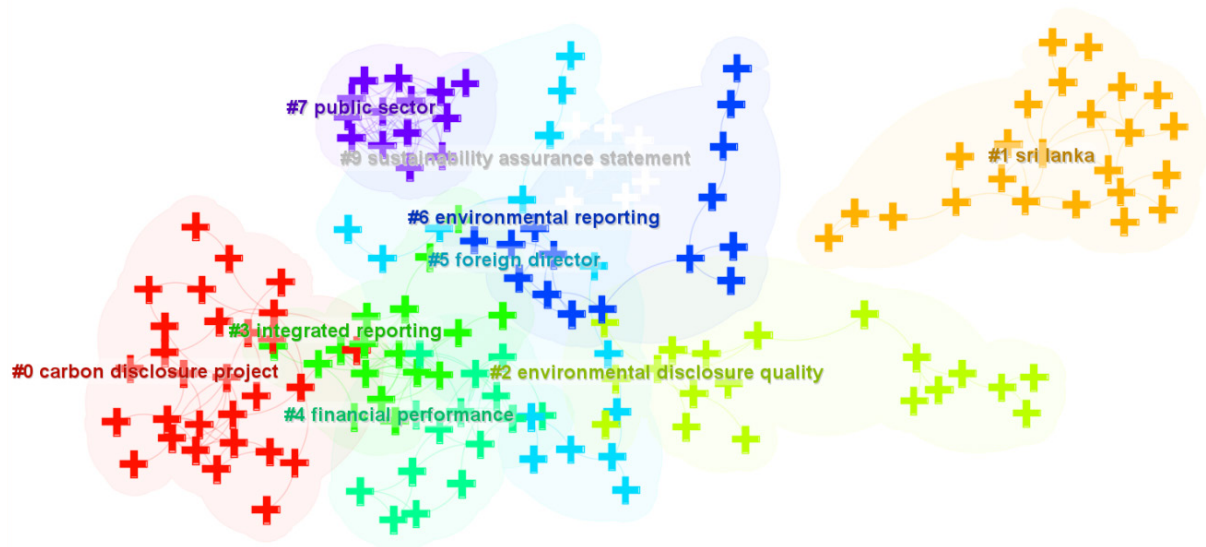 #7 public sector
#9 sustainability assurance statement
#1 sri lanka
#6 environmental reporting
#5 foreign director
#3 integrated reporting
#0 carbon disclosure project
#2 environmental disclosure quality
#4 financial performance